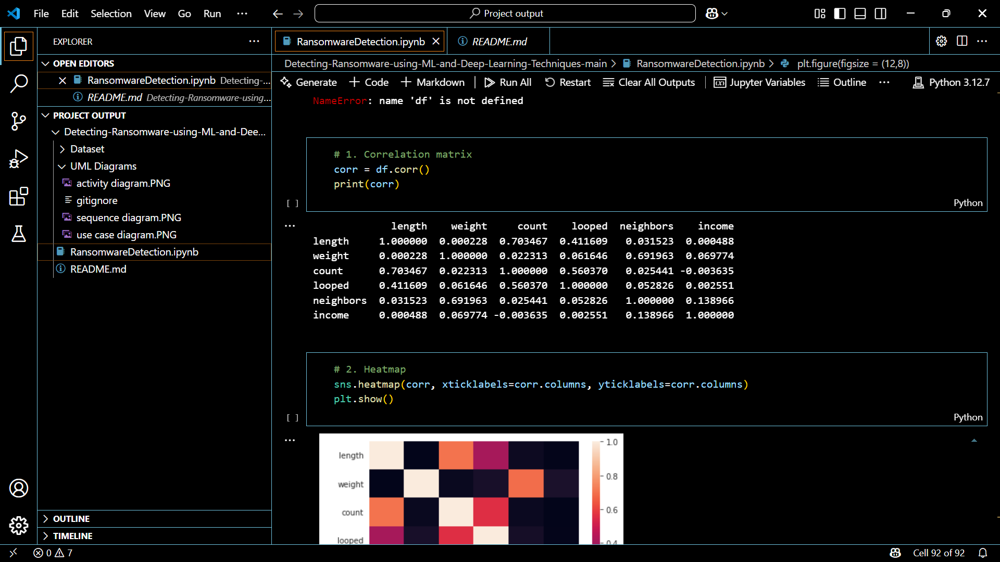 File Edit Selection View Go Run ··· Project output
EXPLORER ···
OPEN EDITORS
RansomwareDetection.ipynb Detecting-...
README.md Detecting-Ransomware-using...
PROJECT OUTPUT
Detecting-Ransomware-using-ML-and-Dee...
Dataset
UML Diagrams
activity diagram.PNG
gitignore
sequence diagram.PNG
use case diagram.PNG
RansomwareDetection.ipynb
README.md
OUTLINE
TIMELINE
RansomwareDetection.ipynb README.md
Detecting-Ransomware-using-ML-and-Deep-Learning-Techniques-main > RansomwareDetection.ipynb > plt.figure(figsize = (12,8))
Generate + Code + Markdown | Run All Restart Clear All Outputs | Jupyter Variables Outline ··· Python 3.12.7
NameError: name 'df' is not defined
# 1. Correlation matrix
corr = df.corr()
print(corr)
[ ] Python
length weight count looped neighbors income
length 1.000000 0.000228 0.703467 0.411609 0.031523 0.000488
weight 0.000228 1.000000 0.022313 0.061646 0.691963 0.069774
count 0.703467 0.022313 1.000000 0.560370 0.025441 -0.003635
looped 0.411609 0.061646 0.560370 1.000000 0.052826 0.002551
neighbors 0.031523 0.691963 0.025441 0.052826 1.000000 0.138966
income 0.000488 0.069774 -0.003635 0.002551 0.138966 1.000000
# 2. Heatmap
sns.heatmap(corr, xticklabels=corr.columns, yticklabels=corr.columns)
plt.show()
[ ] Python
length
weight
count
looped
1.0
0.8
0.6
0.4
0 7 Cell 92 of 92